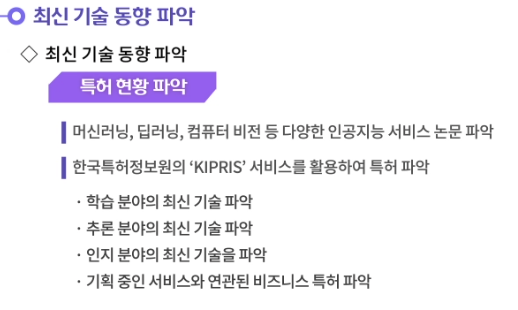 최신 기술 동향 파악
◇ 최신 기술 동향 파악
특허 현황 파악
머신러닝, 딥러닝, 컴퓨터 비전 등 다양한 인공지능 서비스 논문 파악
한국특허정보원의 ‘KIPRIS’ 서비스를 활용하여 특허 파악
· 학습 분야의 최신 기술 파악
· 추론 분야의 최신 기술 파악
· 인지 분야의 최신 기술을 파악
· 기획 중인 서비스와 연관된 비즈니스 특허 파악